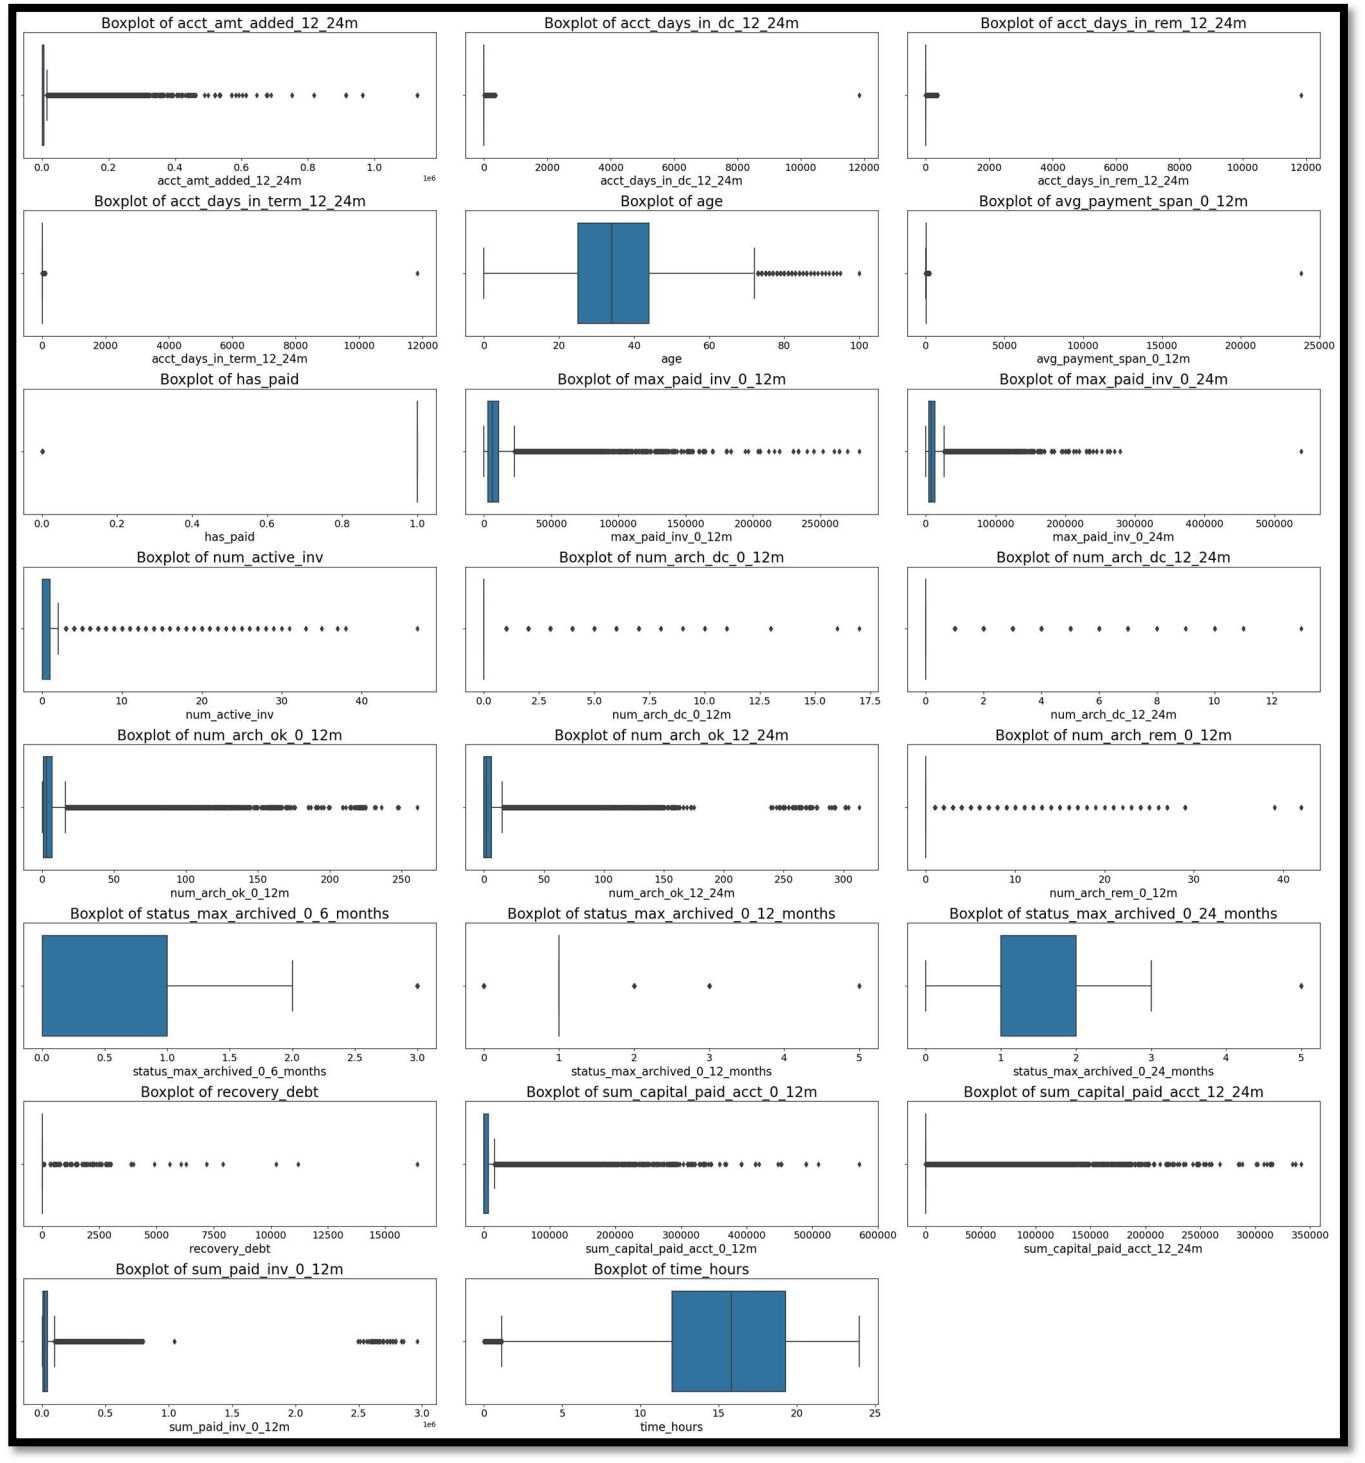 Boxplot of acct_amt_added_12_24m
Boxplot of acct_days_in_dc_12_24m
Boxplot of acct_days_in_rem_12_24m
0.0 0.2 0.4 0.6 0.8 1.0
1e6
acct_amt_added_12_24m
0 2000 4000 6000 8000 10000 12000
acct_days_in_dc_12_24m
0 2000 4000 6000 8000 10000 12000
acct_days_in_rem_12_24m
Boxplot of acct_days_in_term_12_24m
Boxplot of age
Boxplot of avg_payment_span_0_12m
0 2000 4000 6000 8000 10000 12000
acct_days_in_term_12_24m
0 20 40 60 80 100
age
0 5000 10000 15000 20000 25000
avg_payment_span_0_12m
Boxplot of has_paid
Boxplot of max_paid_inv_0_12m
Boxplot of max_paid_inv_0_24m
0.0 0.2 0.4 0.6 0.8 1.0
has_paid
0 50000 100000 150000 200000 250000
max_paid_inv_0_12m
0 100000 200000 300000 400000 500000
max_paid_inv_0_24m
Boxplot of num_active_inv
Boxplot of num_arch_dc_0_12m
Boxplot of num_arch_dc_12_24m
0 10 20 30 40
num_active_inv
0.0 2.5 5.0 7.5 10.0 12.5 15.0 17.5
num_arch_dc_0_12m
0 2 4 6 8 10 12
num_arch_dc_12_24m
Boxplot of num_arch_ok_0_12m
Boxplot of num_arch_ok_12_24m
Boxplot of num_arch_rem_0_12m
0 50 100 150 200 250
num_arch_ok_0_12m
0 50 100 150 200 250 300
num_arch_ok_12_24m
0 10 20 30 40
num_arch_rem_0_12m
Boxplot of status_max_archived_0_6_months
Boxplot of status_max_archived_0_12_months
Boxplot of status_max_archived_0_24_months
0.0 0.5 1.0 1.5 2.0 2.5 3.0
status_max_archived_0_6_months
0 1 2 3 4 5
status_max_archived_0_12_months
0 1 2 3 4 5
status_max_archived_0_24_months
Boxplot of recovery_debt
Boxplot of sum_capital_paid_acct_0_12m
Boxplot of sum_capital_paid_acct_12_24m
0 2500 5000 7500 10000 12500 15000
recovery_debt
0 100000 200000 300000 400000 500000 600000
sum_capital_paid_acct_0_12m
0 50000 100000 150000 200000 250000 300000 350000
sum_capital_paid_acct_12_24m
Boxplot of sum_paid_inv_0_12m
Boxplot of time_hours
0.0 0.5 1.0 1.5 2.0 2.5 3.0
1e6
sum_paid_inv_0_12m
0 5 10 15 20 25
time_hours